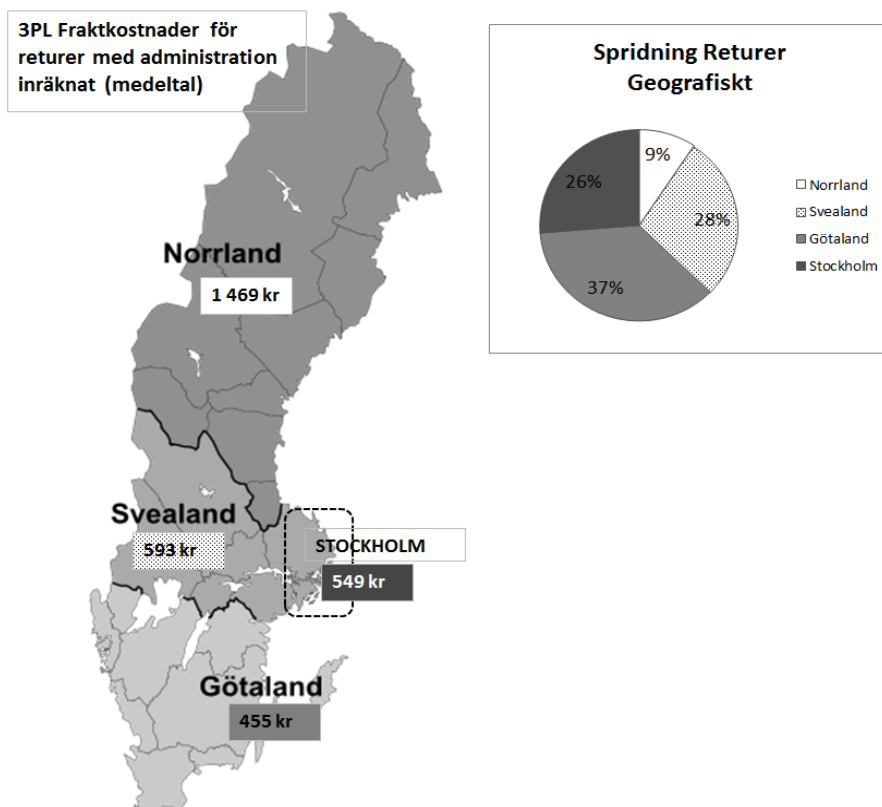 3PL Fraktkostnader för
returer med administration
inräknat (medeltal)
Spridning Returer
Geografiskt
9%
28%
37%
26%
Norrland
Svealand
Götaland
Stockholm
Norrland
1 469 kr
Svealand
593 kr
STOCKHOLM
549 kr
Götaland
455 kr